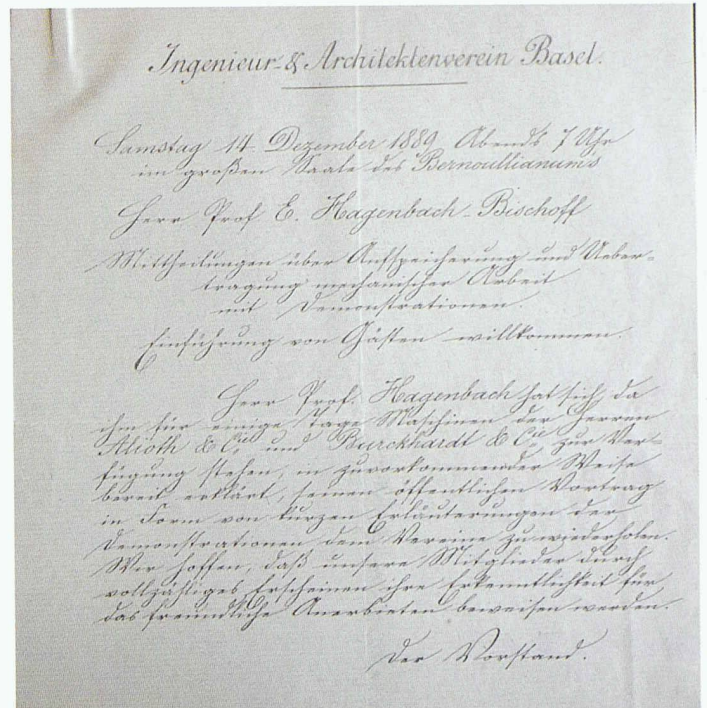 Ingenieur- & Architektenverein Basel.
Samstag 14. Dezember 1889 Abends 7 Uhr
im großen Saale des Bernoullianum's
Herr Prof E. Hagenbach-Bischoff
Mittheilungen über Aufspeicherung und Ueber-
tragung mechanischer Arbeit
mit Demonstrationen.
Einführung von Gästen willkommen.
Herr Prof. Hagenbach hat sich, da
ihm für einige Tage Maschinen der Herren
Alioth & Cie. und Burckhardt & Cie. zur Ver-
fügung stehen, in zuvorkommender Weise
bereit erklärt, seinen öffentlichen Vortrag
in Form von kurzen Erläuterungen der
Demonstrationen dem Vereine zu wiederholen.
Wir hoffen, daß unsere Mitglieder durch
vollzähliges Erscheinen ihre Erkenntlichkeit für
das freundliche Anerbieten beweisen werden.
Der Vorstand.